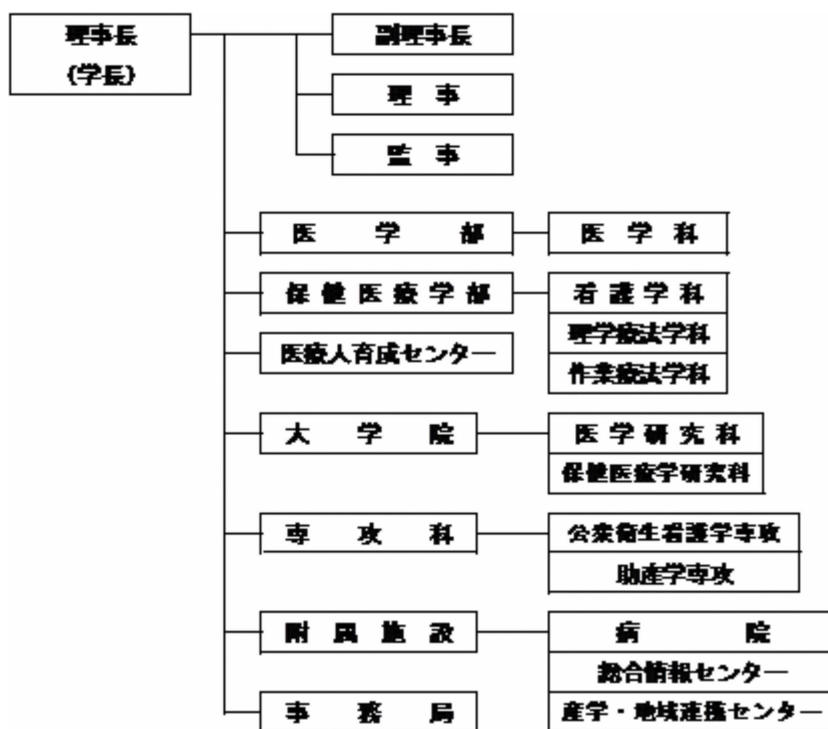 理事長
(学長)
副理事長
理事
監事
医学部
医学科
保健医療学部
看護学科
理学療法学科
医療人育成センター
作業療法学科
大学院
医学研究科
保健医療学研究科
専攻科
公衆衛生看護学専攻
助産学専攻
附属施設
病院
総合情報センター
事務局
産学・地域連携センター